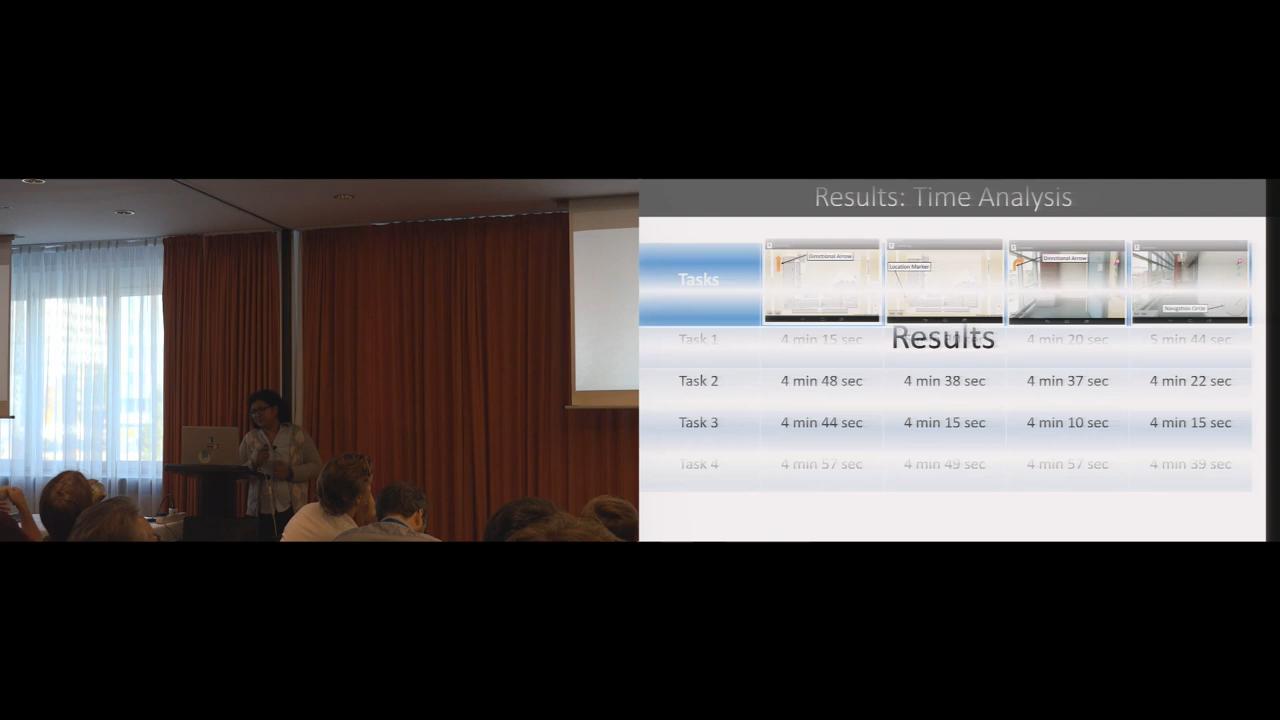 Results: Time Analysis
Tasks
Directional Arrow
Location Marker
Directional Arrow
Navigation Circle
Results
Task 1 4 min 15 sec 4 min 20 sec 5 min 44 sec
Task 2 4 min 48 sec 4 min 38 sec 4 min 37 sec 4 min 22 sec
Task 3 4 min 44 sec 4 min 15 sec 4 min 10 sec 4 min 15 sec
Task 4 4 min 57 sec 4 min 49 sec 4 min 57 sec 4 min 39 sec